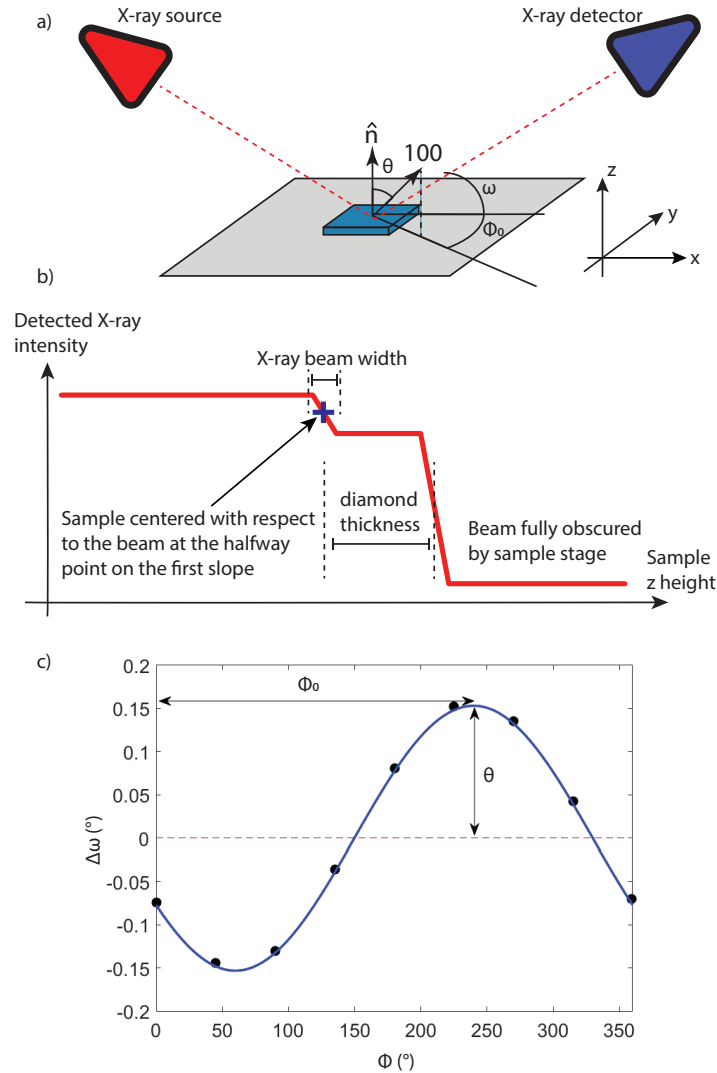 a)
X-ray source
X-ray detector
n̂
θ
100
ω
Φ₀
z
y
x
b)
Detected X-ray
intensity
X-ray beam width
Sample centered with respect
to the beam at the halfway
point on the first slope
diamond
thickness
Beam fully obscured
by sample stage
Sample
z height
c)
0.2
0.15
0.1
0.05
0
-0.05
-0.1
-0.15
-0.2
Δω (°)
Φ₀
θ
0 50 100 150 200 250 300 350
Φ (°)